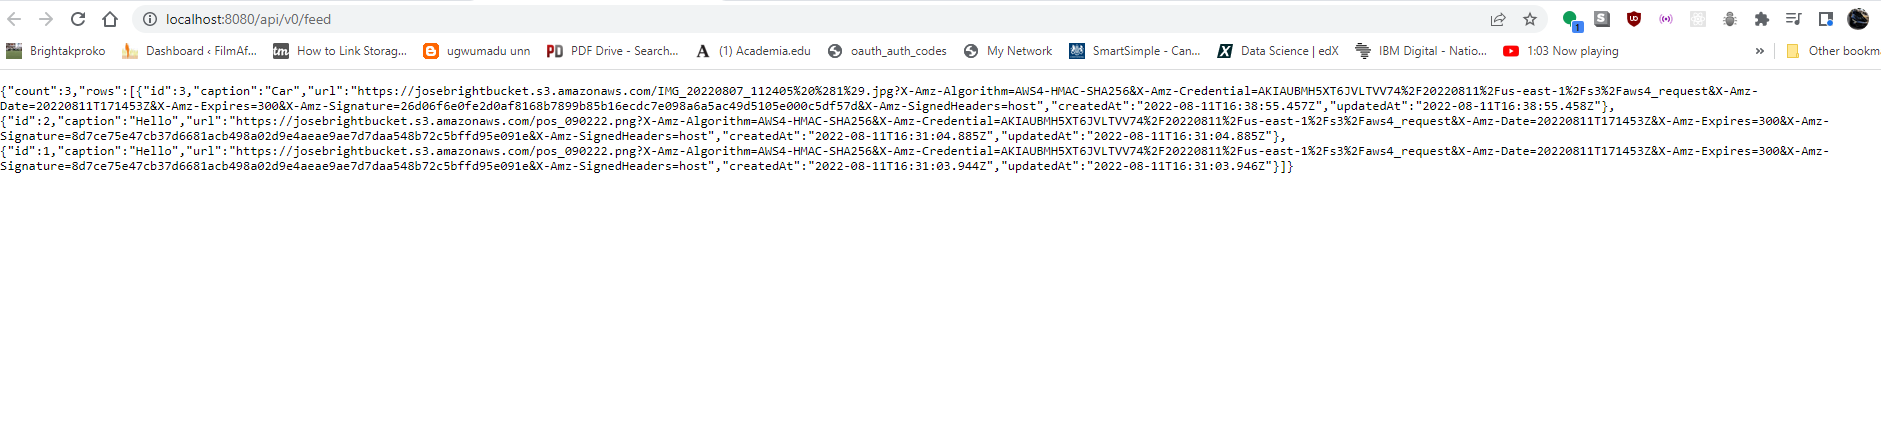 localhost:8080/api/v0/feed
1
Brightakproko
Dashboard ‹ FilmAf...
tm How to Link Storag...
ugwumadu unn
PD PDF Drive - Search...
A (1) Academia.edu
oauth_auth_codes
My Network
SmartSimple - Can...
X Data Science | edX
IBM Digital - Natio...
1:03 Now playing
»
Other bookm
{"count":3,"rows":[{"id":3,"caption":"Car","url":"https://josebrightbucket.s3.amazonaws.com/IMG_20220807_112405%20%281%29.jpg?X-Amz-Algorithm=AWS4-HMAC-SHA256&X-Amz-Credential=AKIAUBMH5XT6JVLTVV74%2F20220811%2Fus-east-1%2Fs3%2Faws4_request&X-Amz-
Date=20220811T171453Z&X-Amz-Expires=300&X-Amz-Signature=26d06f6e0fe2d0af8168b7899b85b16ecdc7e098a6a5ac49d5105e000c5df57d&X-Amz-SignedHeaders=host","createdAt":"2022-08-11T16:38:55.457Z","updatedAt":"2022-08-11T16:38:55.458Z"},
{"id":2,"caption":"Hello","url":"https://josebrightbucket.s3.amazonaws.com/pos_090222.png?X-Amz-Algorithm=AWS4-HMAC-SHA256&X-Amz-Credential=AKIAUBMH5XT6JVLTVV74%2F20220811%2Fus-east-1%2Fs3%2Faws4_request&X-Amz-Date=20220811T171453Z&X-Amz-Expires=300&X-Amz-
Signature=8d7ce75e47cb37d6681acb498a02d9e4aeae9ae7d7daa548b72c5bffd95e091e&X-Amz-SignedHeaders=host","createdAt":"2022-08-11T16:31:04.885Z","updatedAt":"2022-08-11T16:31:04.885Z"},
{"id":1,"caption":"Hello","url":"https://josebrightbucket.s3.amazonaws.com/pos_090222.png?X-Amz-Algorithm=AWS4-HMAC-SHA256&X-Amz-Credential=AKIAUBMH5XT6JVLTVV74%2F20220811%2Fus-east-1%2Fs3%2Faws4_request&X-Amz-Date=20220811T171453Z&X-Amz-Expires=300&X-Amz-
Signature=8d7ce75e47cb37d6681acb498a02d9e4aeae9ae7d7daa548b72c5bffd95e091e&X-Amz-SignedHeaders=host","createdAt":"2022-08-11T16:31:03.944Z","updatedAt":"2022-08-11T16:31:03.946Z"}]}